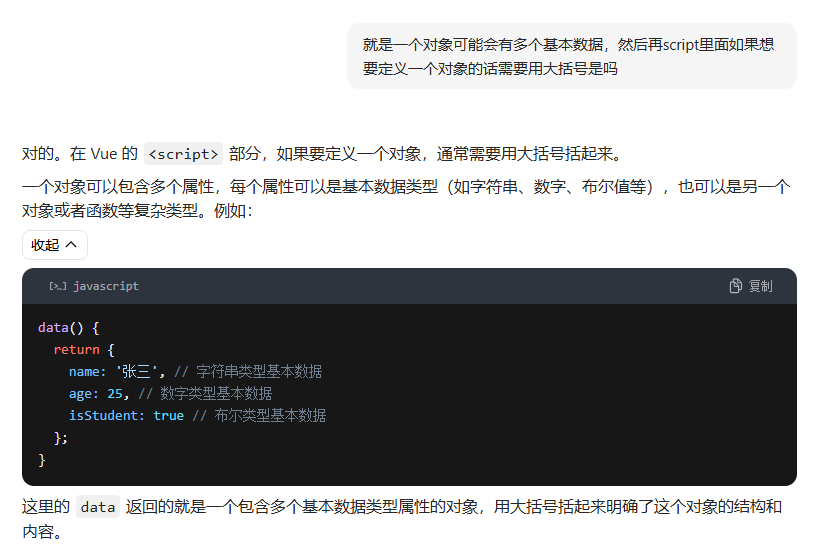 就是一个对象可能会有多个基本数据，然后再script里面如果想
要定义一个对象的话需要用大括号是吗
对的。在 Vue 的 <script> 部分，如果要定义一个对象，通常需要用大括号括起来。
一个对象可以包含多个属性，每个属性可以是基本数据类型（如字符串、数字、布尔值等），也可以是另一个
对象或者函数等复杂类型。例如：
收起
javascript 复制
data() {
  return {
    name: '张三', // 字符串类型基本数据
    age: 25, // 数字类型基本数据
    isStudent: true // 布尔类型基本数据
  };
}
这里的 data 返回的就是一个包含多个基本数据类型属性的对象，用大括号括起来明确了这个对象的结构和
内容。